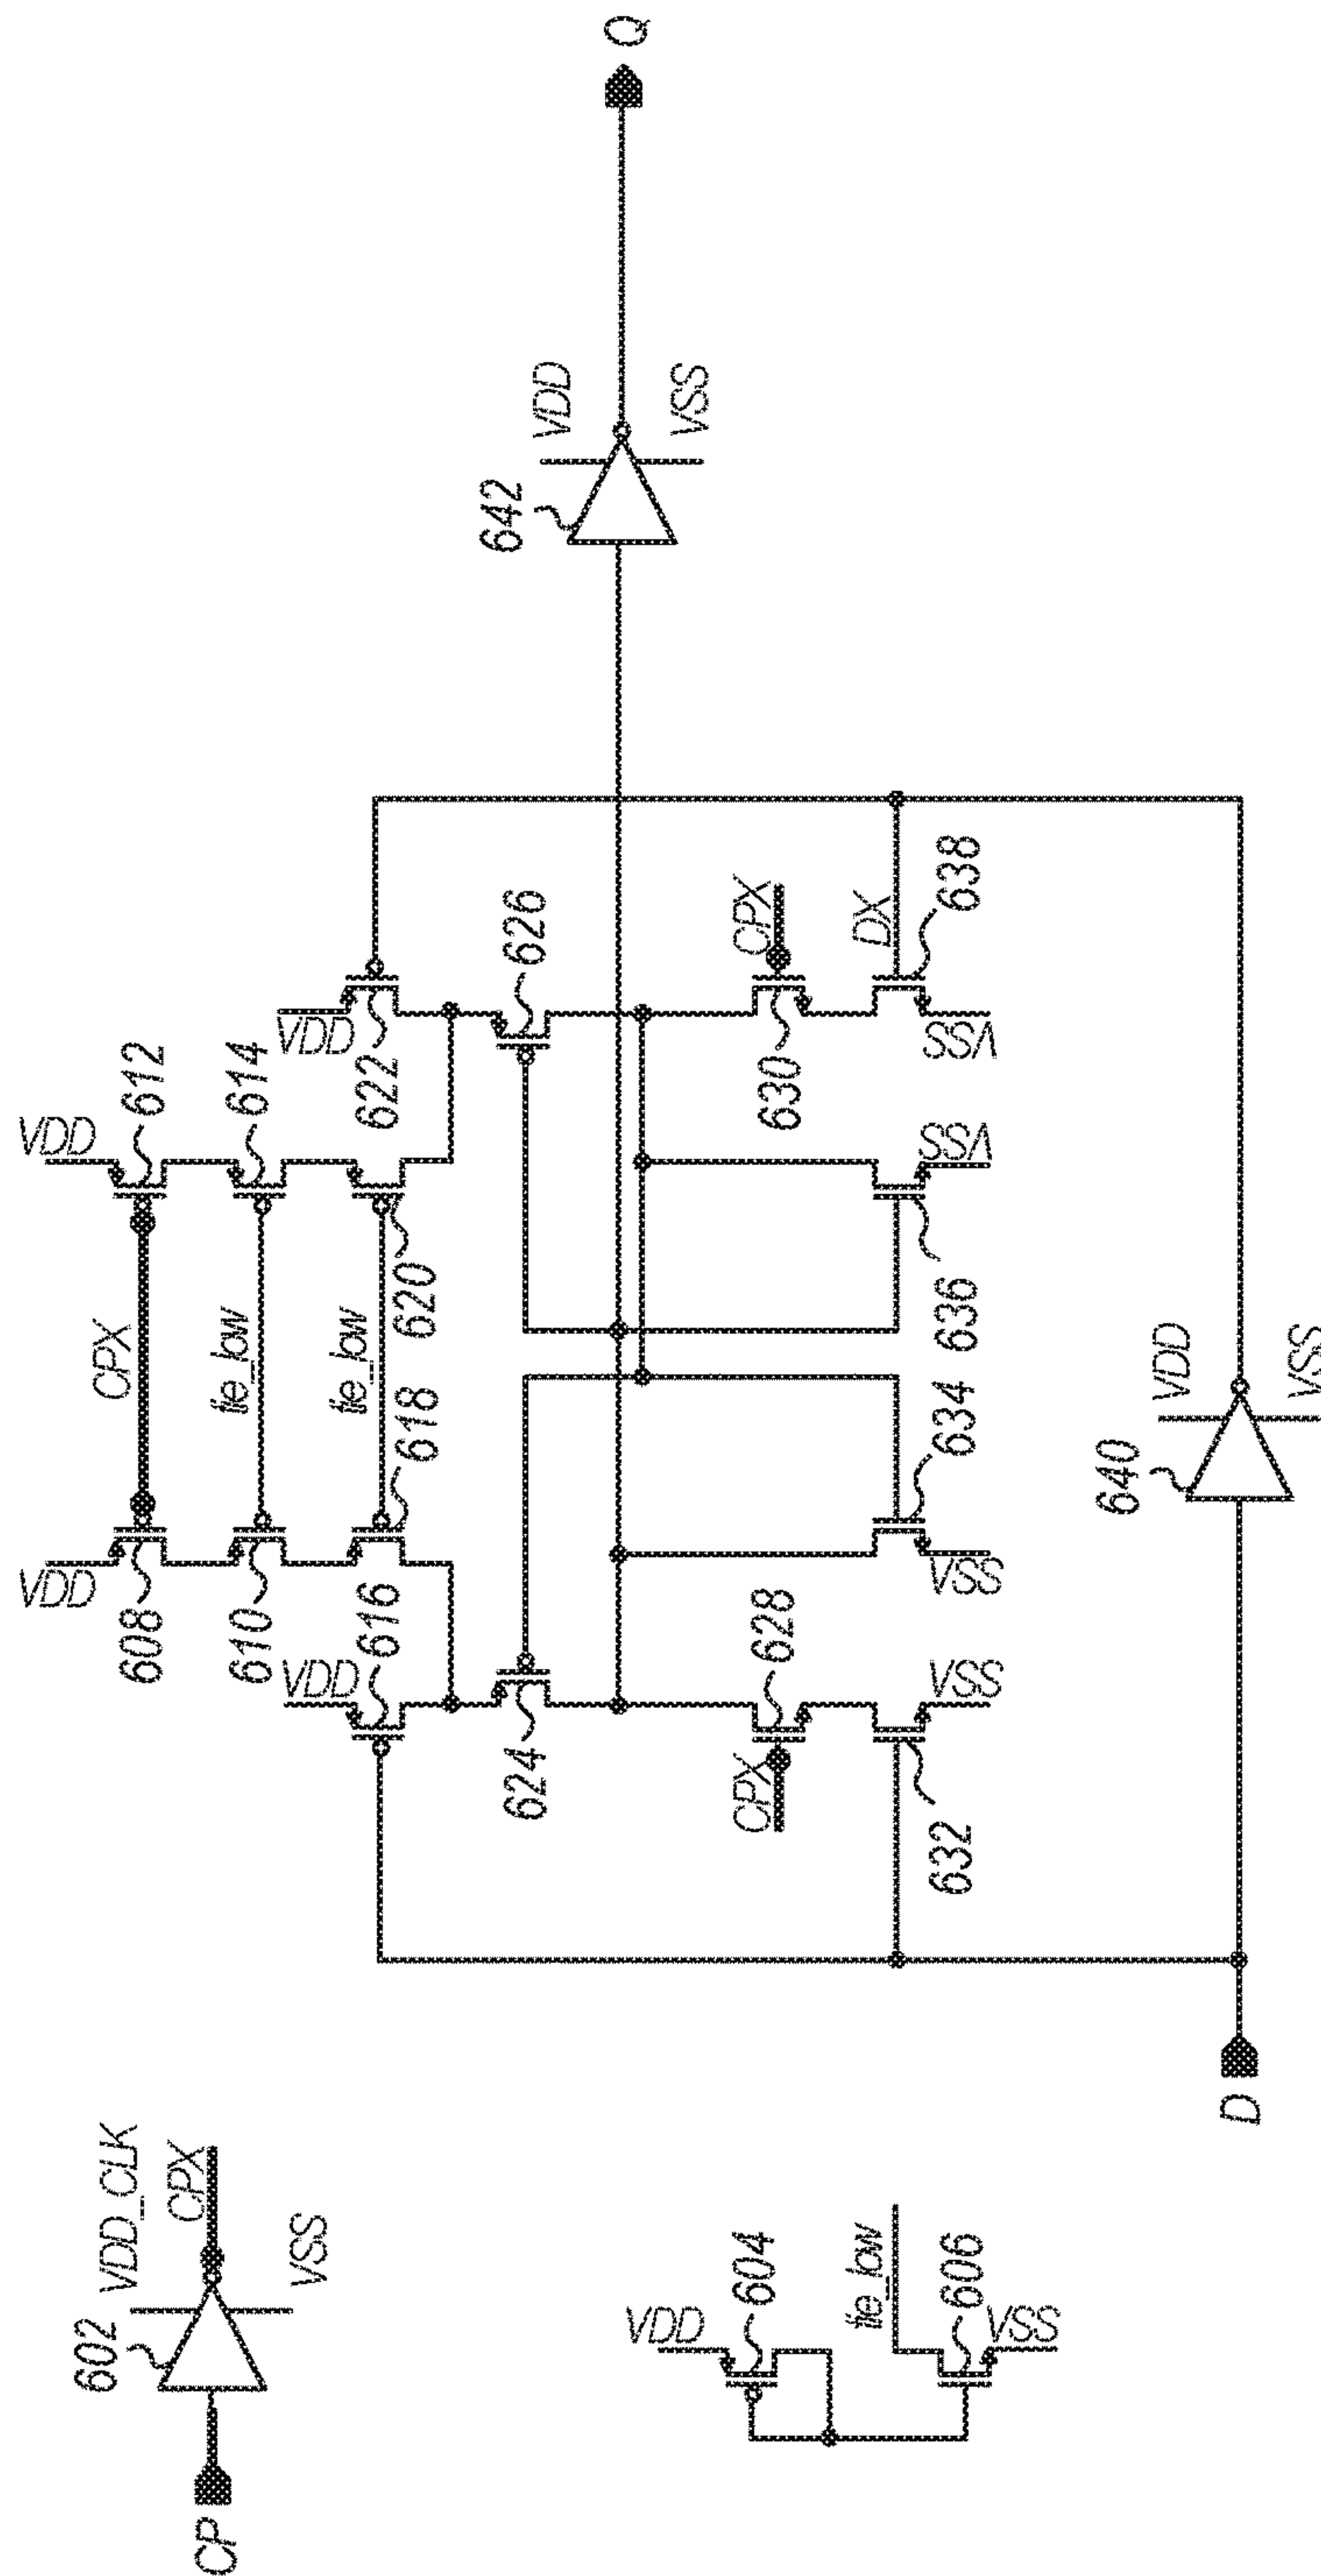 VDD
VDD
CPX
608
612
tie_low
610
614
tie_low
618
620
VDD
616
VDD
622
624
626
CPX
628
630
CPX
632
634
636
638
DX
VSS
VSS
VSS
VSS
CP
602
VDD_CLK
CPX
VSS
VDD
604
tie_low
606
VSS
D
640
VDD
VSS
642
VDD
VSS
Q